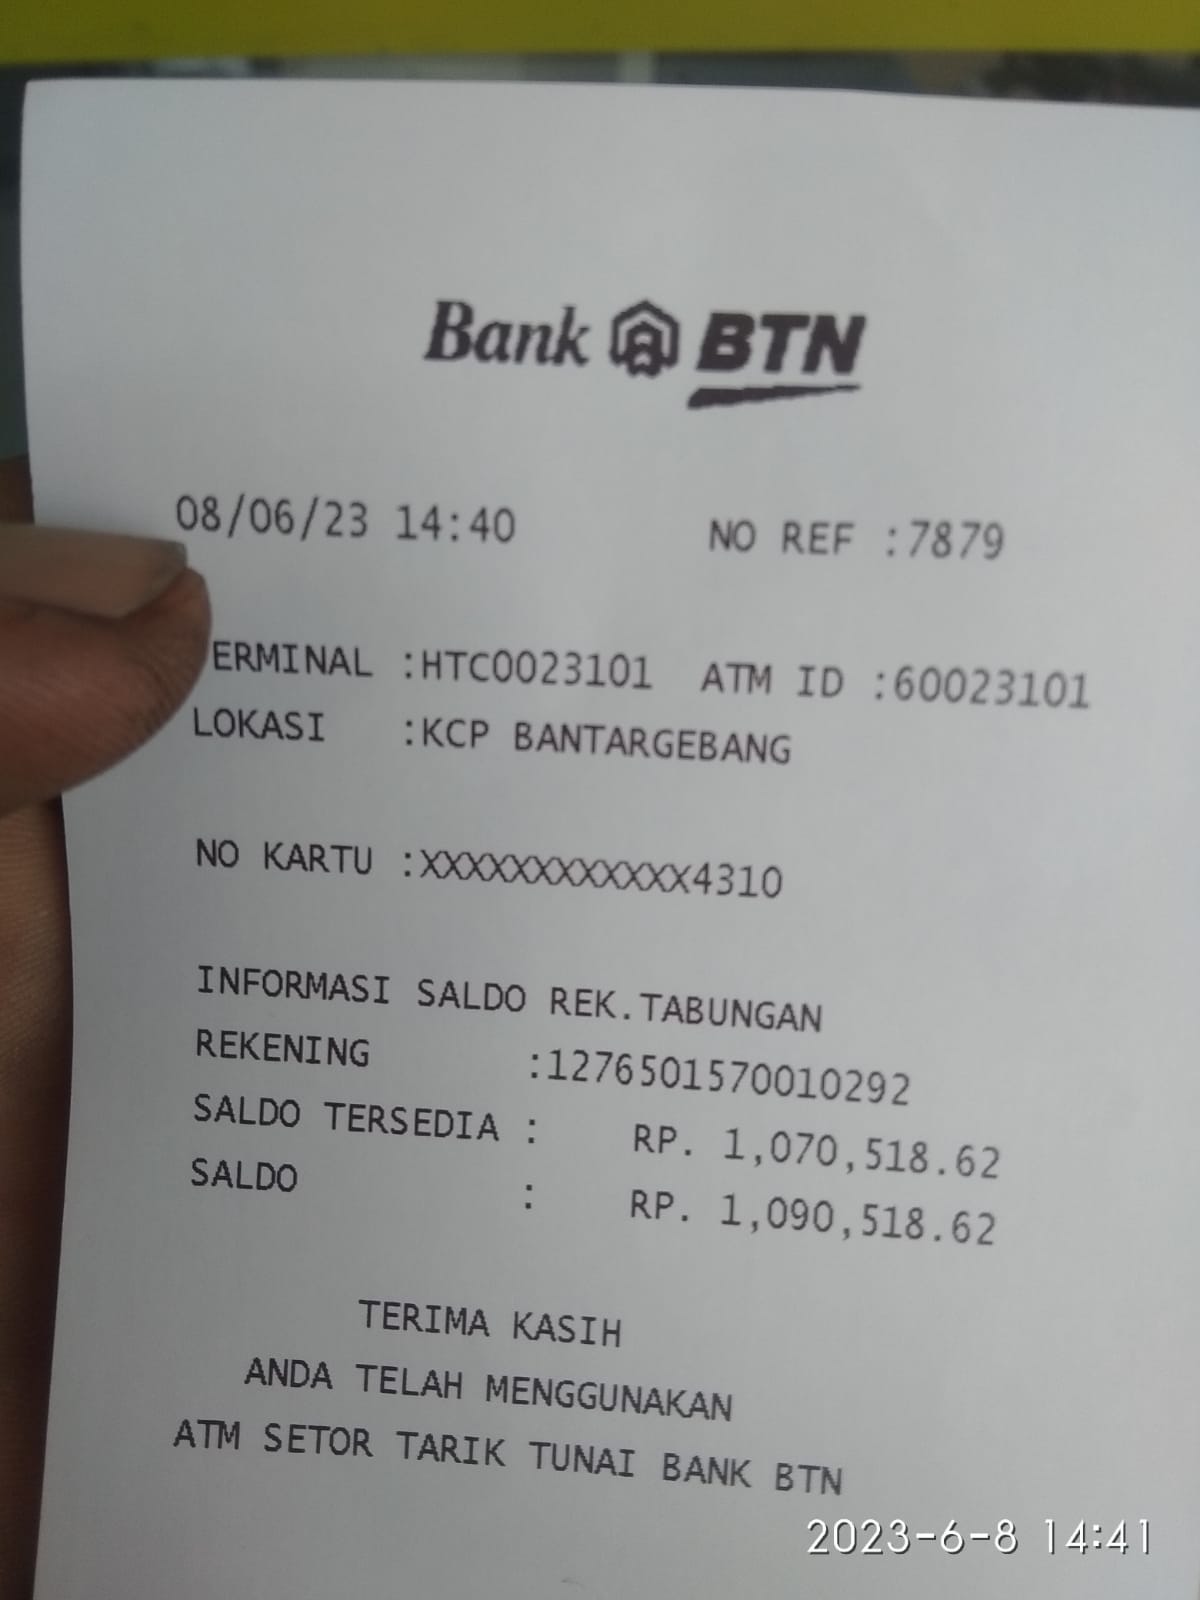 Bank BTN
08/06/23 14:40 NO REF :7879
ERMINAL :HTC0023101 ATM ID :60023101
LOKASI :KCP BANTARGEBANG
NO KARTU :XXXXXXXXXXXX4310
INFORMASI SALDO REK.TABUNGAN
REKENING :1276501570010292
SALDO TERSEDIA : RP. 1,070,518.62
SALDO : RP. 1,090,518.62
TERIMA KASIH
ANDA TELAH MENGGUNAKAN
ATM SETOR TARIK TUNAI BANK BTN
2023-6-8 14:41